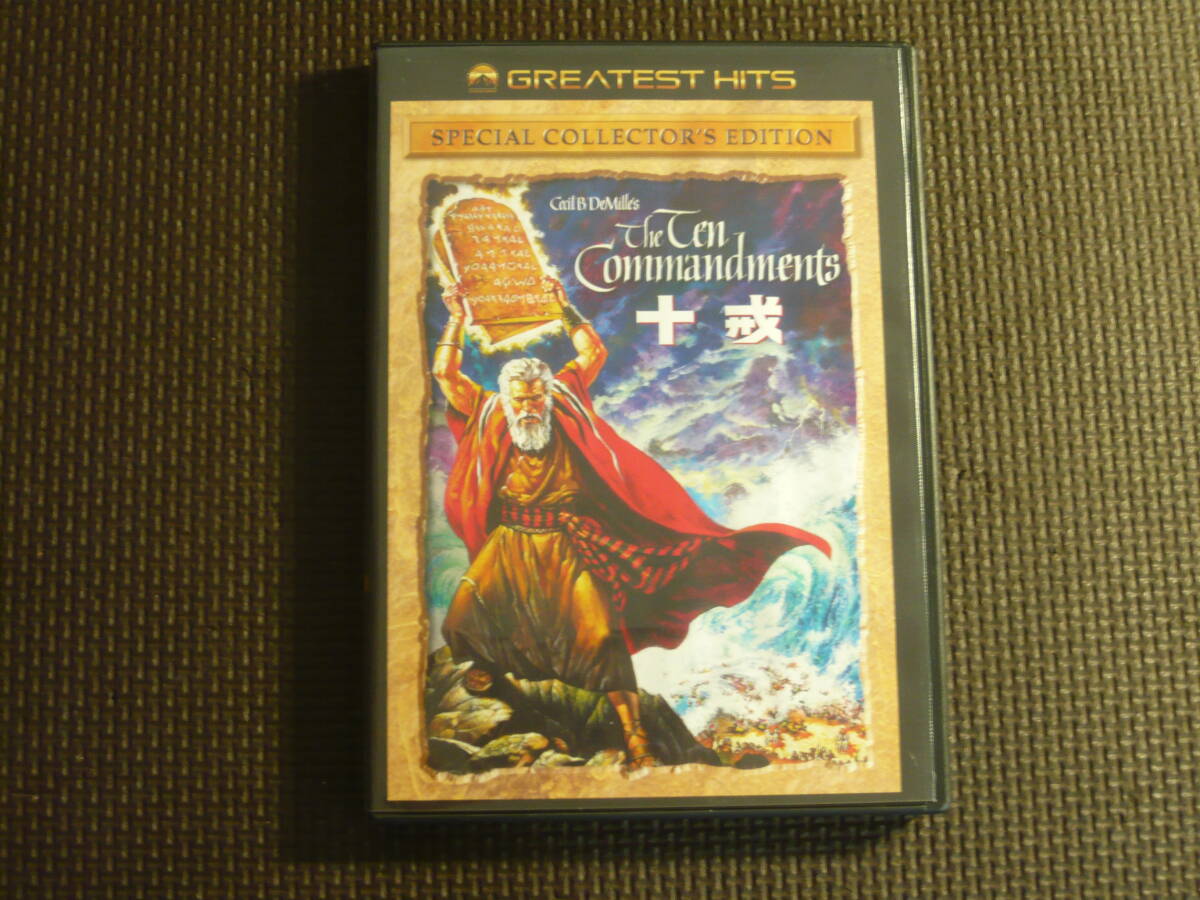 GREATEST HITS
SPECIAL COLLECTOR'S EDITION
Cecil B. DeMille's
The Ten
Commandments
十戒